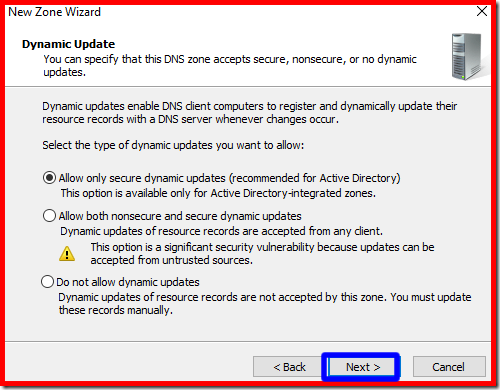 New Zone Wizard
Dynamic Update
You can specify that this DNS zone accepts secure, nonsecure, or no dynamic
updates.
Dynamic updates enable DNS client computers to register and dynamically update their
resource records with a DNS server whenever changes occur.
Select the type of dynamic updates you want to allow:
Allow only secure dynamic updates (recommended for Active Directory)
This option is available only for Active Directory-integrated zones.
Allow both nonsecure and secure dynamic updates
Dynamic updates of resource records are accepted from any client.
This option is a significant security vulnerability because updates can be
accepted from untrusted sources.
Do not allow dynamic updates
Dynamic updates of resource records are not accepted by this zone. You must update
these records manually.
< Back
Next >
Cancel